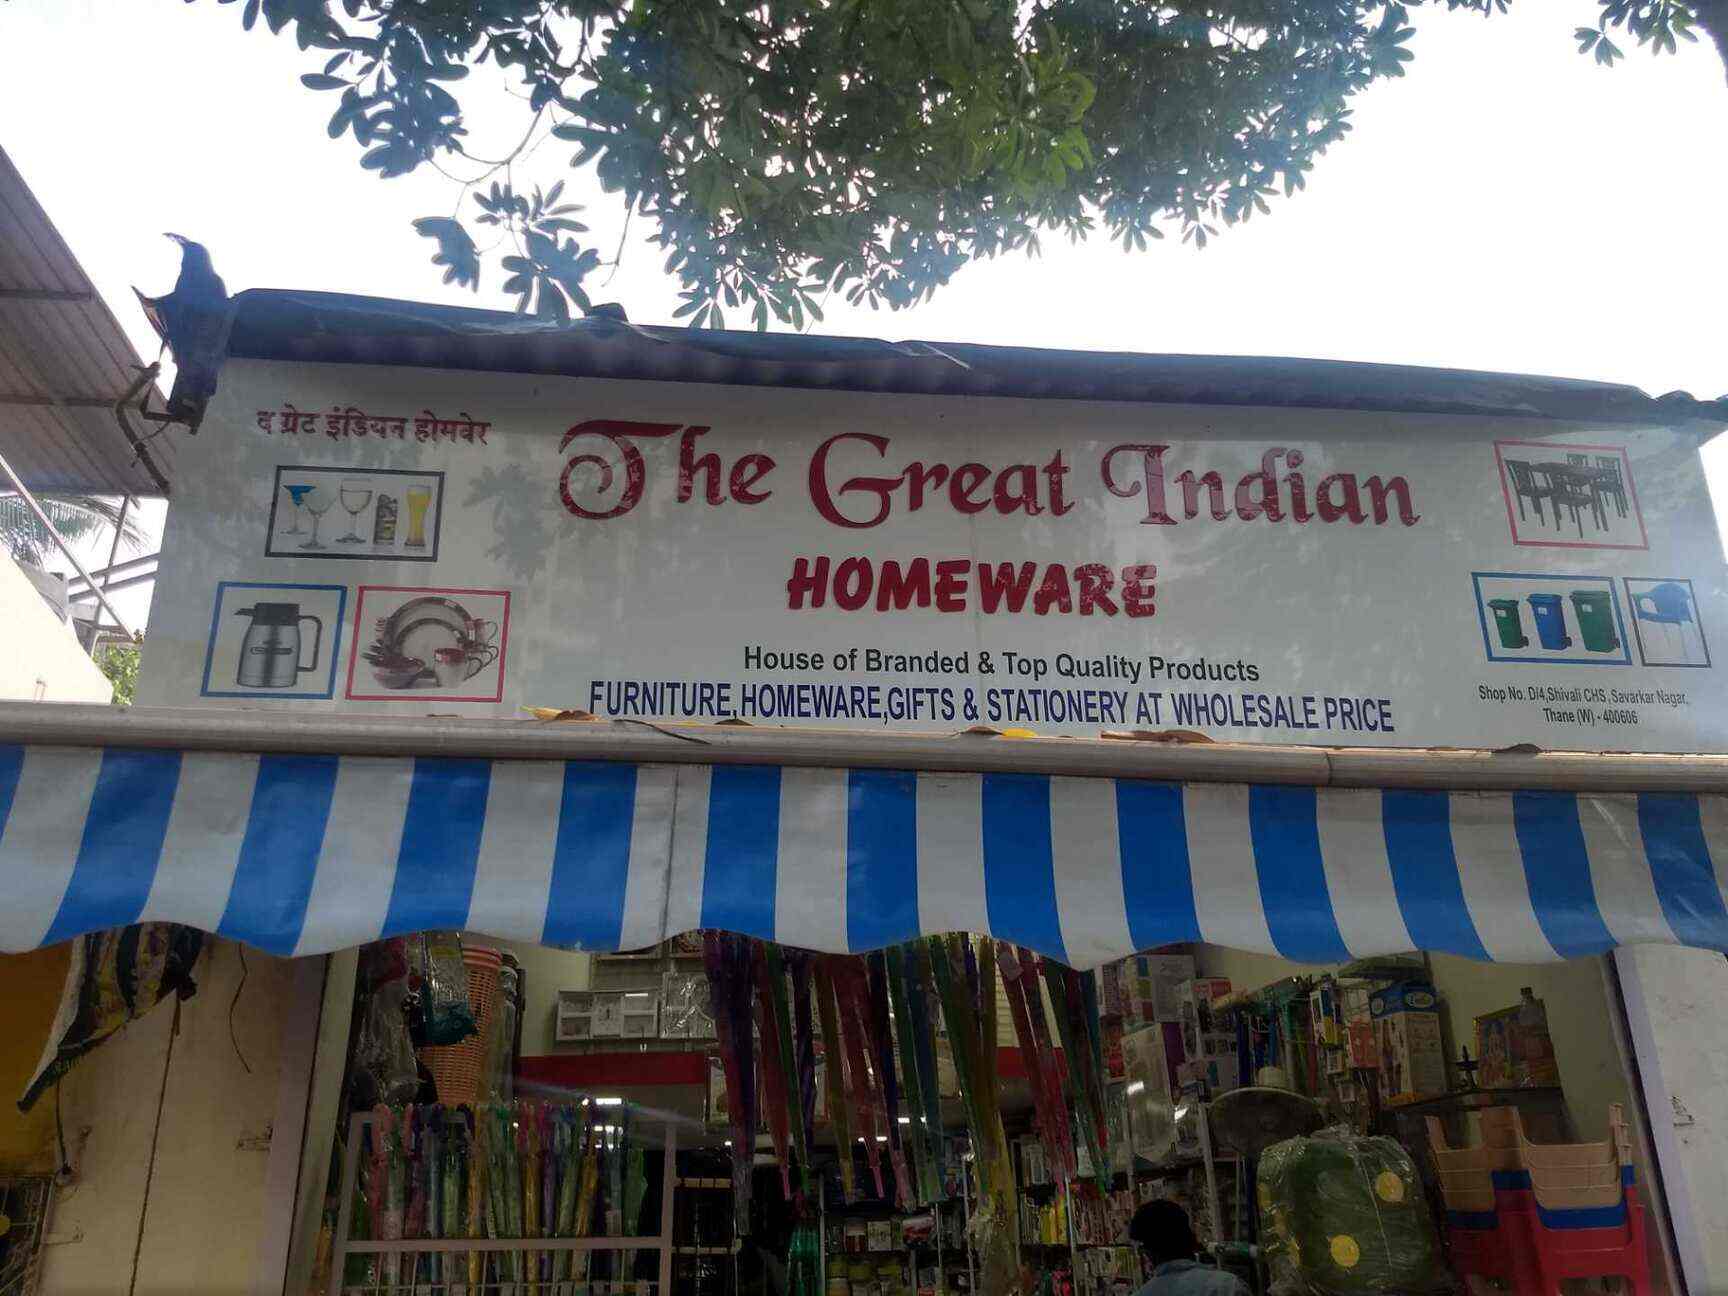 द ग्रेट इंडियन होमवेर
The Great Indian
HOMEWARE
House of Branded & Top Quality Products
FURNITURE,HOMEWARE,GIFTS & STATIONERY AT WHOLESALE PRICE
Shop No. D/4,Shivali CHS ,Savarkar Nagar,
Thane (W) - 400606